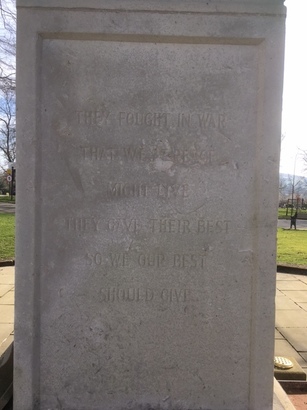 THEY FOUGHT IN WAR
THAT WE IN PEACE
MIGHT LIVE
THEY GAVE THEIR BEST
SO WE OUR BEST
SHOULD GIVE